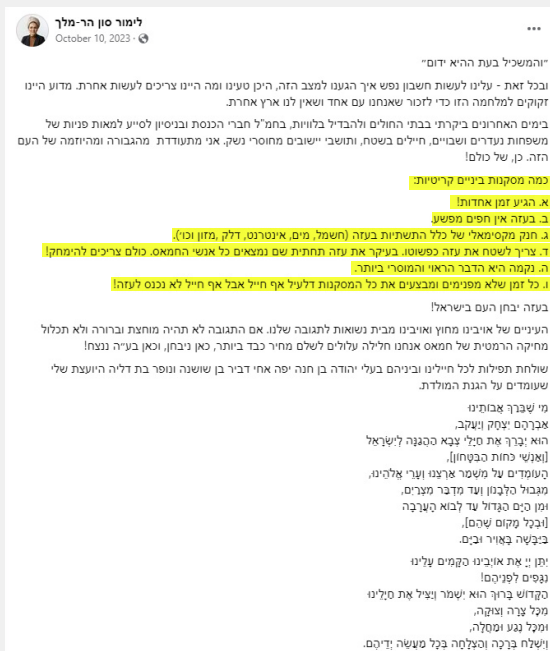 לימור סון הר-מלך
October 10, 2023 ·
״והמשכיל בעת ההיא ידום״
ובכל זאת - עלינו לעשות חשבון נפש איך הגענו למצב הזה, היכן טעינו ומה היינו צריכים לעשות אחרת. מדוע היינו
זקוקים למלחמה הזו כדי לזכור שאנחנו עם אחד ושאין לנו ארץ אחרת.
בימים האחרונים ביקרתי בבתי החולים ולהבדיל בלוויות, בחמ"ל חברי הכנסת ובניסיון לסייע למאות פניות של
משפחות נעדרים ושבויים, חיילים בשטח, ותושבי יישובים מחוסרי נשק. אני מתעודדת מהגבורה ומהיוזמה של העם
הזה. כן, של כולם!
כמה מסקנות ביניים קריטיות:
א. הגיע זמן אחדות!
ב. בעזה אין חפים מפשע.
ג. חנק מקסימאלי של כלל התשתיות בעזה (חשמל, מים, אינטרנט, דלק ,מזון וכו').
ד. צריך לשטח את עזה כפשוטו. בעיקר את עזה תחתית שם נמצאים כל אנשי החמאס. כולם צריכים להימחק!
ה. נקמה היא הדבר הראוי והמוסרי ביותר.
ו. כל זמן שלא מפנימים ומבצעים את כל המסקנות דלעיל אף חייל אבל אף חייל לא נכנס לעזה!
בעזה יבחן העם בישראל!
העיניים של אויבינו מחוץ ואויבינו מבית נשואות לתגובה שלנו. אם התגובה לא תהיה מוחצת וברורה ולא תכלול
מחיקה הרמטית של חמאס אנחנו חלילה עלולים לשלם מחיר כבד ביותר, כאן ניבחן, וכאן בע״ה ננצח!
שולחת תפילות לכל חיילינו וביניהם בעלי יהודה בן חנה יפה אחי דביר בן שושנה ונופר בת דליה היועצת שלי
שעומדים על הגנת המולדת.
מִי שֶׁבֵּרַךְ אֲבוֹתֵינוּ
אַבְרָהָם יִצְחָק וְיַעֲקֹב,
הוּא יְבָרֵךְ אֶת חַיָּלֵי צְבָא הַהֲגַנָּה לְיִשְׂרָאֵל
[וְאַנְשֵׁי כֹּחוֹת הַבִּטָּחוֹן],
הָעוֹמְדִים עַל מִשְׁמַר אַרְצֵנוּ וְעָרֵי אֱלֹהֵינוּ,
מִגְּבוּל הַלְּבָנוֹן וְעַד מִדְבַּר מִצְרַיִם,
וּמִן הַיָּם הַגָּדוֹל עַד לְבוֹא הָעֲרָבָה
[וּבְכָל מָקוֹם שֶׁהֵם],
בַּיַּבָּשָׁה בָּאֲוִיר וּבַיָּם.
יִתֵּן יְיָ אֶת אוֹיְבֵינוּ הַקָּמִים עָלֵינוּ
נִגָּפִים לִפְנֵיהֶם!
הַקָּדוֹשׁ בָּרוּךְ הוּא יִשְׁמֹר וְיַצִּיל אֶת חַיָלֵינוּ
מִכָּל צָרָה וְצוּקָה,
וּמִכָּל נֶגַע וּמַחֲלָה,
וְיִשְׁלַח בְּרָכָה וְהַצְלָחָה בְּכָל מַעֲשֵׂה יְדֵיהֶם.